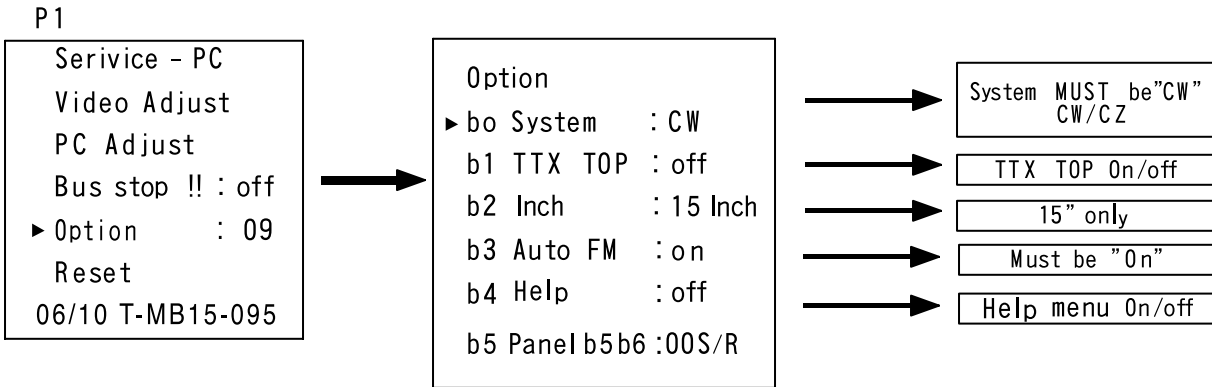 P1
Serivice – PC
Video Adjust
PC Adjust
Bus stop !! : off
▶ Option : 09
Reset
06/10 T-MB15-095
Option
▶ bo System : CW
b1 TTX TOP : off
b2 Inch : 15 Inch
b3 Auto FM : on
b4 Help : off
b5 Panel b5b6 :00S/R
System MUST be"CW"
CW/CZ
TTX TOP On/off
15" only
Must be "On"
Help menu On/off